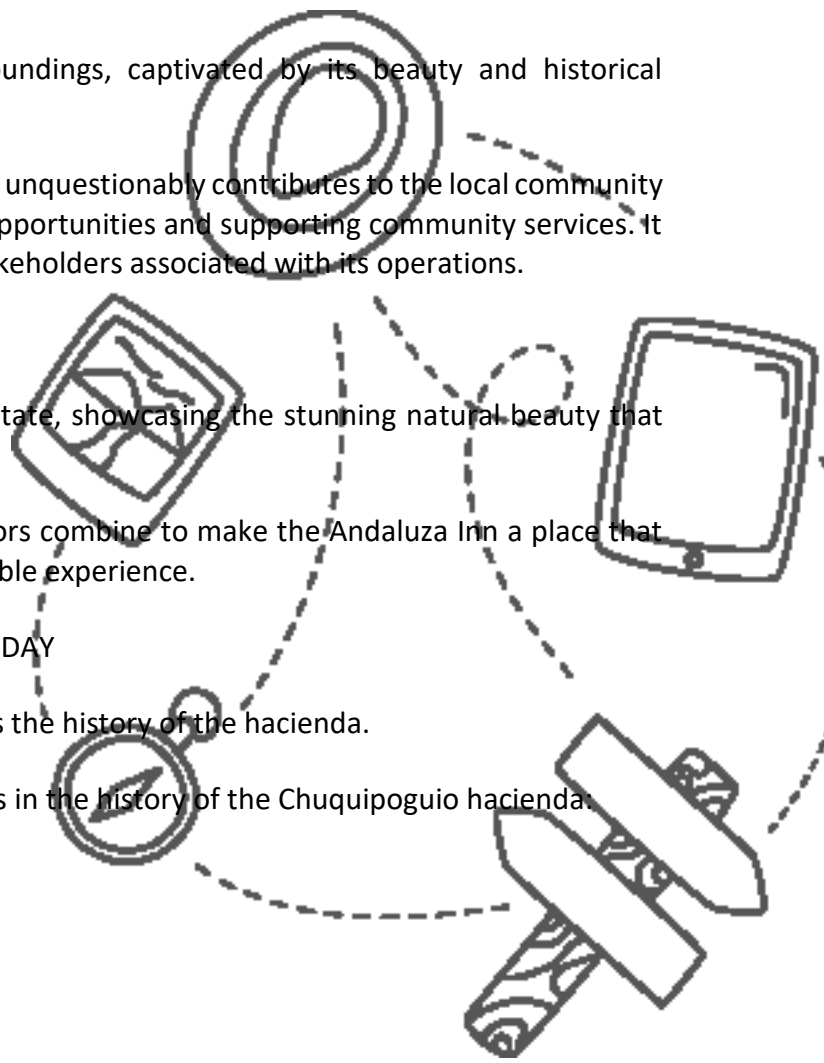 oundings, captivated by its beauty and historical
unquestionably contributes to the local community
pportunities and supporting community services. It
keholders associated with its operations.
tate, showcasing the stunning natural beauty that
ors combine to make the Andaluza Inn a place that
ble experience.
DAY
s the history of the hacienda.
s in the history of the Chuquipoguio hacienda: